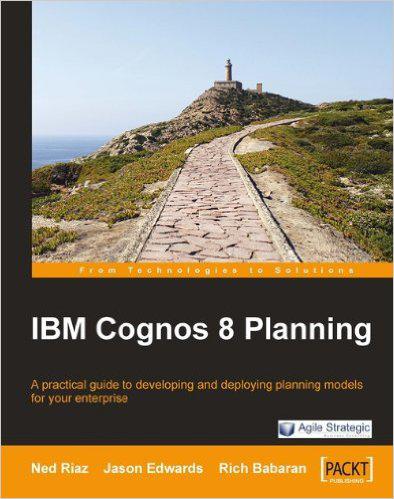 From Technologies to Solutions
IBM Cognos 8 Planning
A practical guide to developing and deploying planning models
for your enterprise
Agile Strategic
Ned Riaz Jason Edwards Rich Babaran
PACKT
PUBLISHING